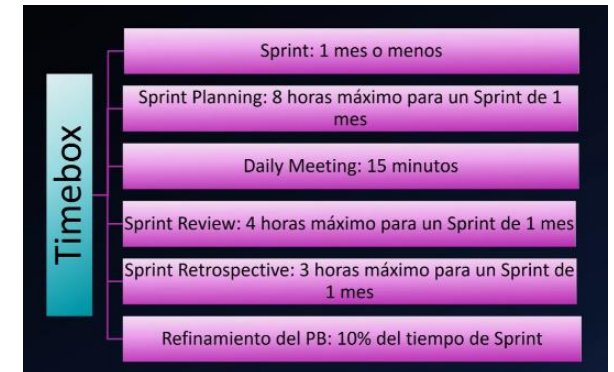 Timebox
Sprint: 1 mes o menos
Sprint Planning: 8 horas máximo para un Sprint de 1
mes
Daily Meeting: 15 minutos
Sprint Review: 4 horas máximo para un Sprint de 1 mes
Sprint Retrospective: 3 horas máximo para un Sprint de
1 mes
Refinamiento del PB: 10% del tiempo de Sprint